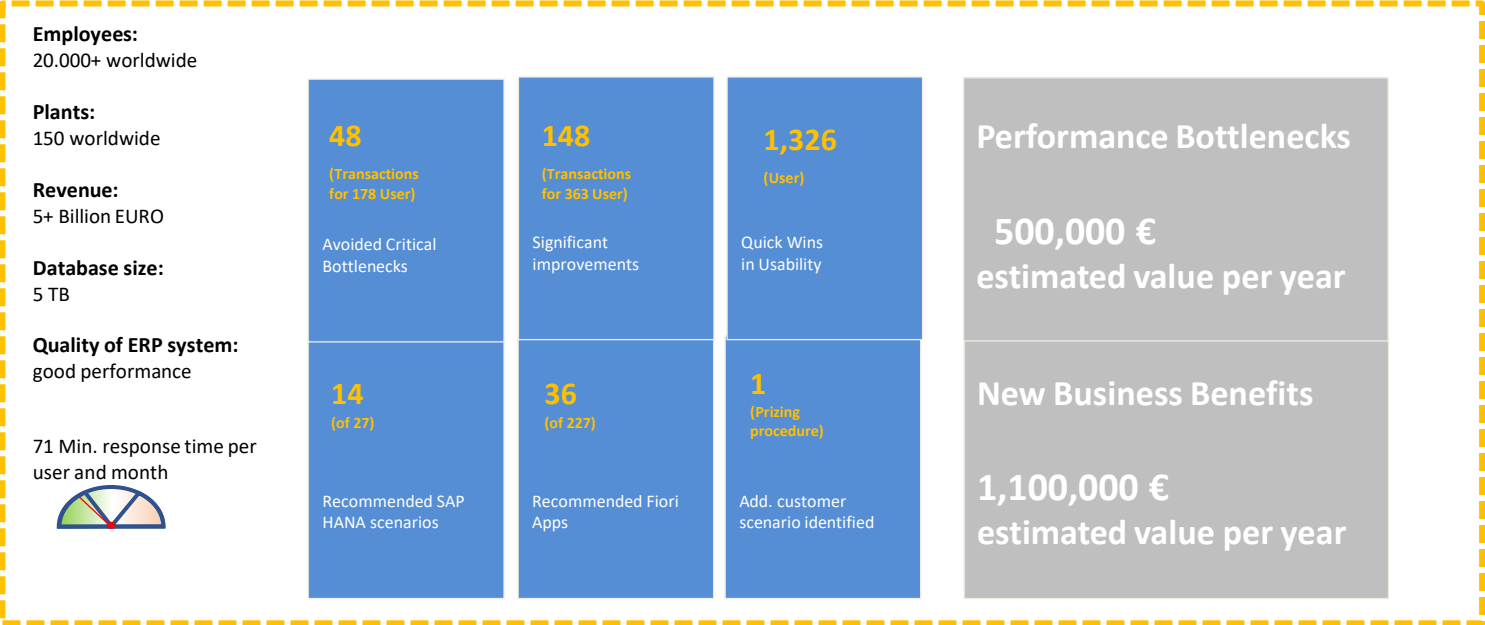 Employees:
20.000+ worldwide
Plants:
150 worldwide
Revenue:
5+ Billion EURO
Database size:
5 TB
Quality of ERP system:
good performance
71 Min. response time per
user and month
48
(Transactions
for 178 User)
Avoided Critical
Bottlenecks
148
(Transactions
for 363 User)
Significant
improvements
1,326
(User)
Quick Wins
in Usability
Performance Bottlenecks
500,000 €
estimated value per year
14
(of 27)
Recommended SAP
HANA scenarios
36
(of 227)
Recommended Fiori
Apps
1
(Prizing
procedure)
Add. customer
scenario identified
New Business Benefits
1,100,000 €
estimated value per year